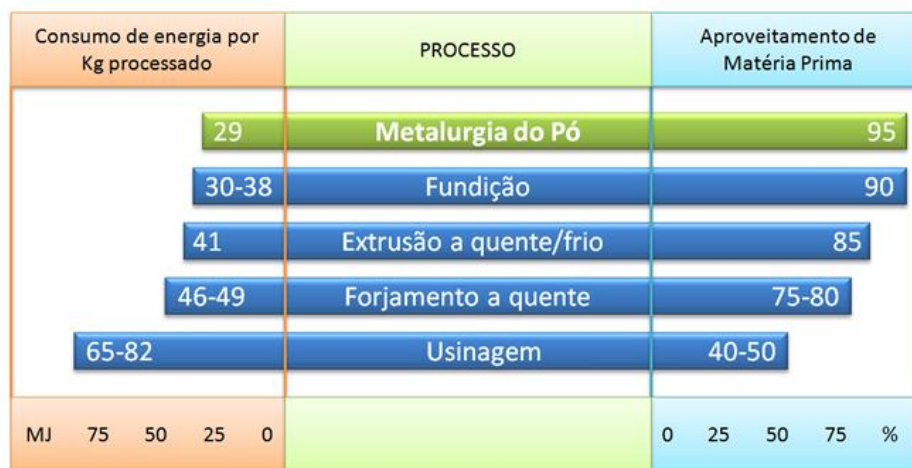 Consumo de energia por
Kg processado
PROCESSO
Aproveitamento de
Matéria Prima
29 Metalurgia do Pó 95
30-38 Fundição 90
41 Extrusão a quente/frio 85
46-49 Forjamento a quente 75-80
65-82 Usinagem 40-50
MJ 75 50 25 0 0 25 50 75 %